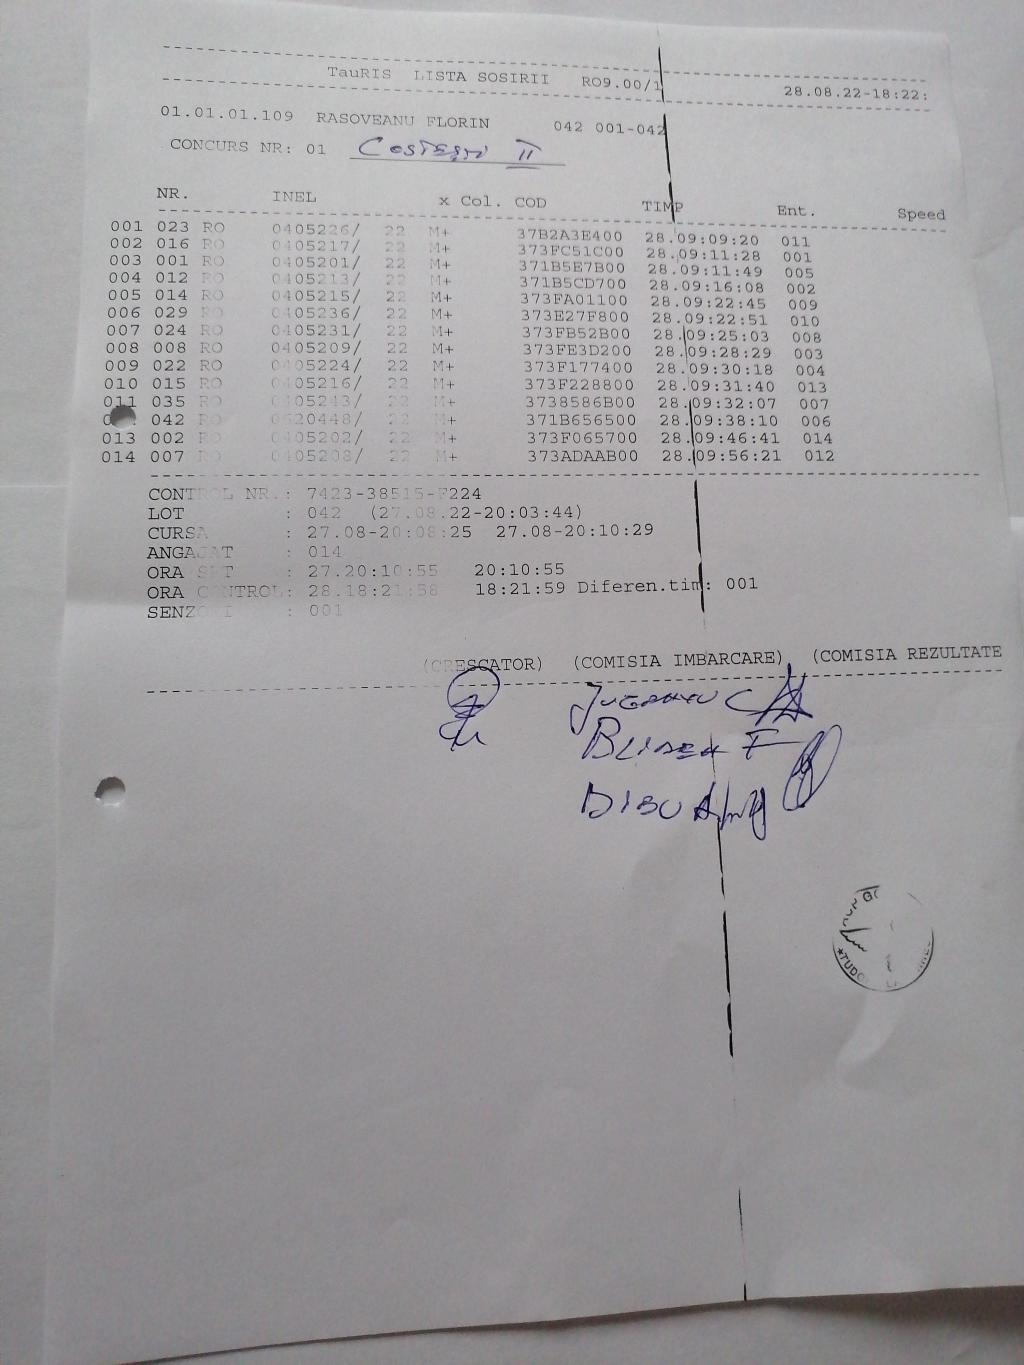 TauRIS LISTA SOSIRII RO9.00/1 28.08.22-18:22:
01.01.01.109 RASOVEANU FLORIN 042 001-042
CONCURS NR: 01 COSTESTI II
NR. INEL x Col. COD TIMP Ent. Speed
001 023 RO 0405226/ 22 M+ 37B2A3E400 28.09:09:20 011
002 016 RO 0405217/ 22 M+ 373FC51C00 28.09:11:28 001
003 001 RO 0405201/ 22 M+ 371B5E7B00 28.09:11:49 005
004 012 RO 0405213/ 22 M+ 371B5CD700 28.09:16:08 002
005 014 RO 0405215/ 22 M+ 373FA01100 28.09:22:45 009
006 029 RO 0405236/ 22 M+ 373E27F800 28.09:22:51 010
007 024 RO 0405231/ 22 M+ 373FB52B00 28.09:25:03 008
008 008 RO 0405209/ 22 M+ 373FE3D200 28.09:28:29 003
009 022 RO 0405224/ 22 M+ 373F177400 28.09:30:18 004
010 015 RO 0405216/ 22 M+ 373F228800 28.09:31:40 013
011 035 RO 0405243/ 22 M+ 3738586B00 28.09:32:07 007
042 RO 0520448/ 22 M+ 371B656500 28.09:38:10 006
013 002 RO 0405202/ 22 M+ 373F065700 28.09:46:41 014
014 007 RO 0405208/ 22 M+ 373ADAAB00 28.09:56:21 012
CONTROL NR.: 7423-38515-F224
LOT : 042 (27.08.22-20:03:44)
CURSA : 27.08-20:08:25 27.08-20:10:29
ANGAJAT : 014
ORA SET : 27.20:10:55 20:10:55
ORA CONTROL: 28.18:21:58 18:21:59 Diferen.tim: 001
SENZORI : 001
(CRESCATOR) (COMISIA IMBARCARE) (COMISIA REZULTATE
BLIDEA F
DIBU